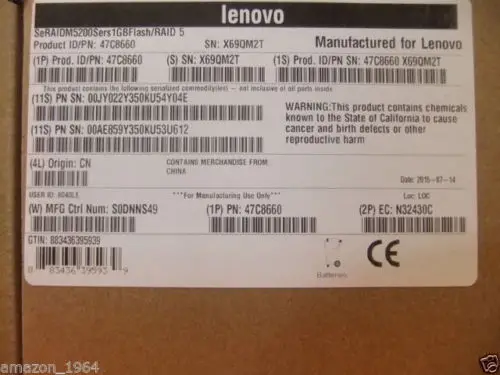 lenovo
SeRAIDM5200Sers1GBFlash/RAID 5
Product ID/PN: 47C8660 SN: X69QM2T Manufactured for Lenovo
(1P) Prod. ID/PN: 47C8660 (S) SN: X69QM2T (1S) Prod. ID/PN SN: 47C8660 X69QM2T
This product contains the following serialized commodity(ies) - not inclusive of all parts inside
(11S) PN SN: 00JY022Y350KU54Y04E
WARNING:This product contains chemicals
known to the State of California to cause
cancer and birth defects or other
reproductive harm
(11S) PN SN: 00AE859Y350KU53U612
(4L) Origin: CN CONTAINS MERCHANDISE FROM
CHINA
Date: 2015-07-14
***For Manufacturing Use Only*** Loc: LOC
(W) MFG Ctrl Num: S0DNNS49 (1P) PN: 47C8660 (2P) EC: N32430C
GTIN: 883436395939
8 83436 39593 9
Batteries
CE
amazon_1964